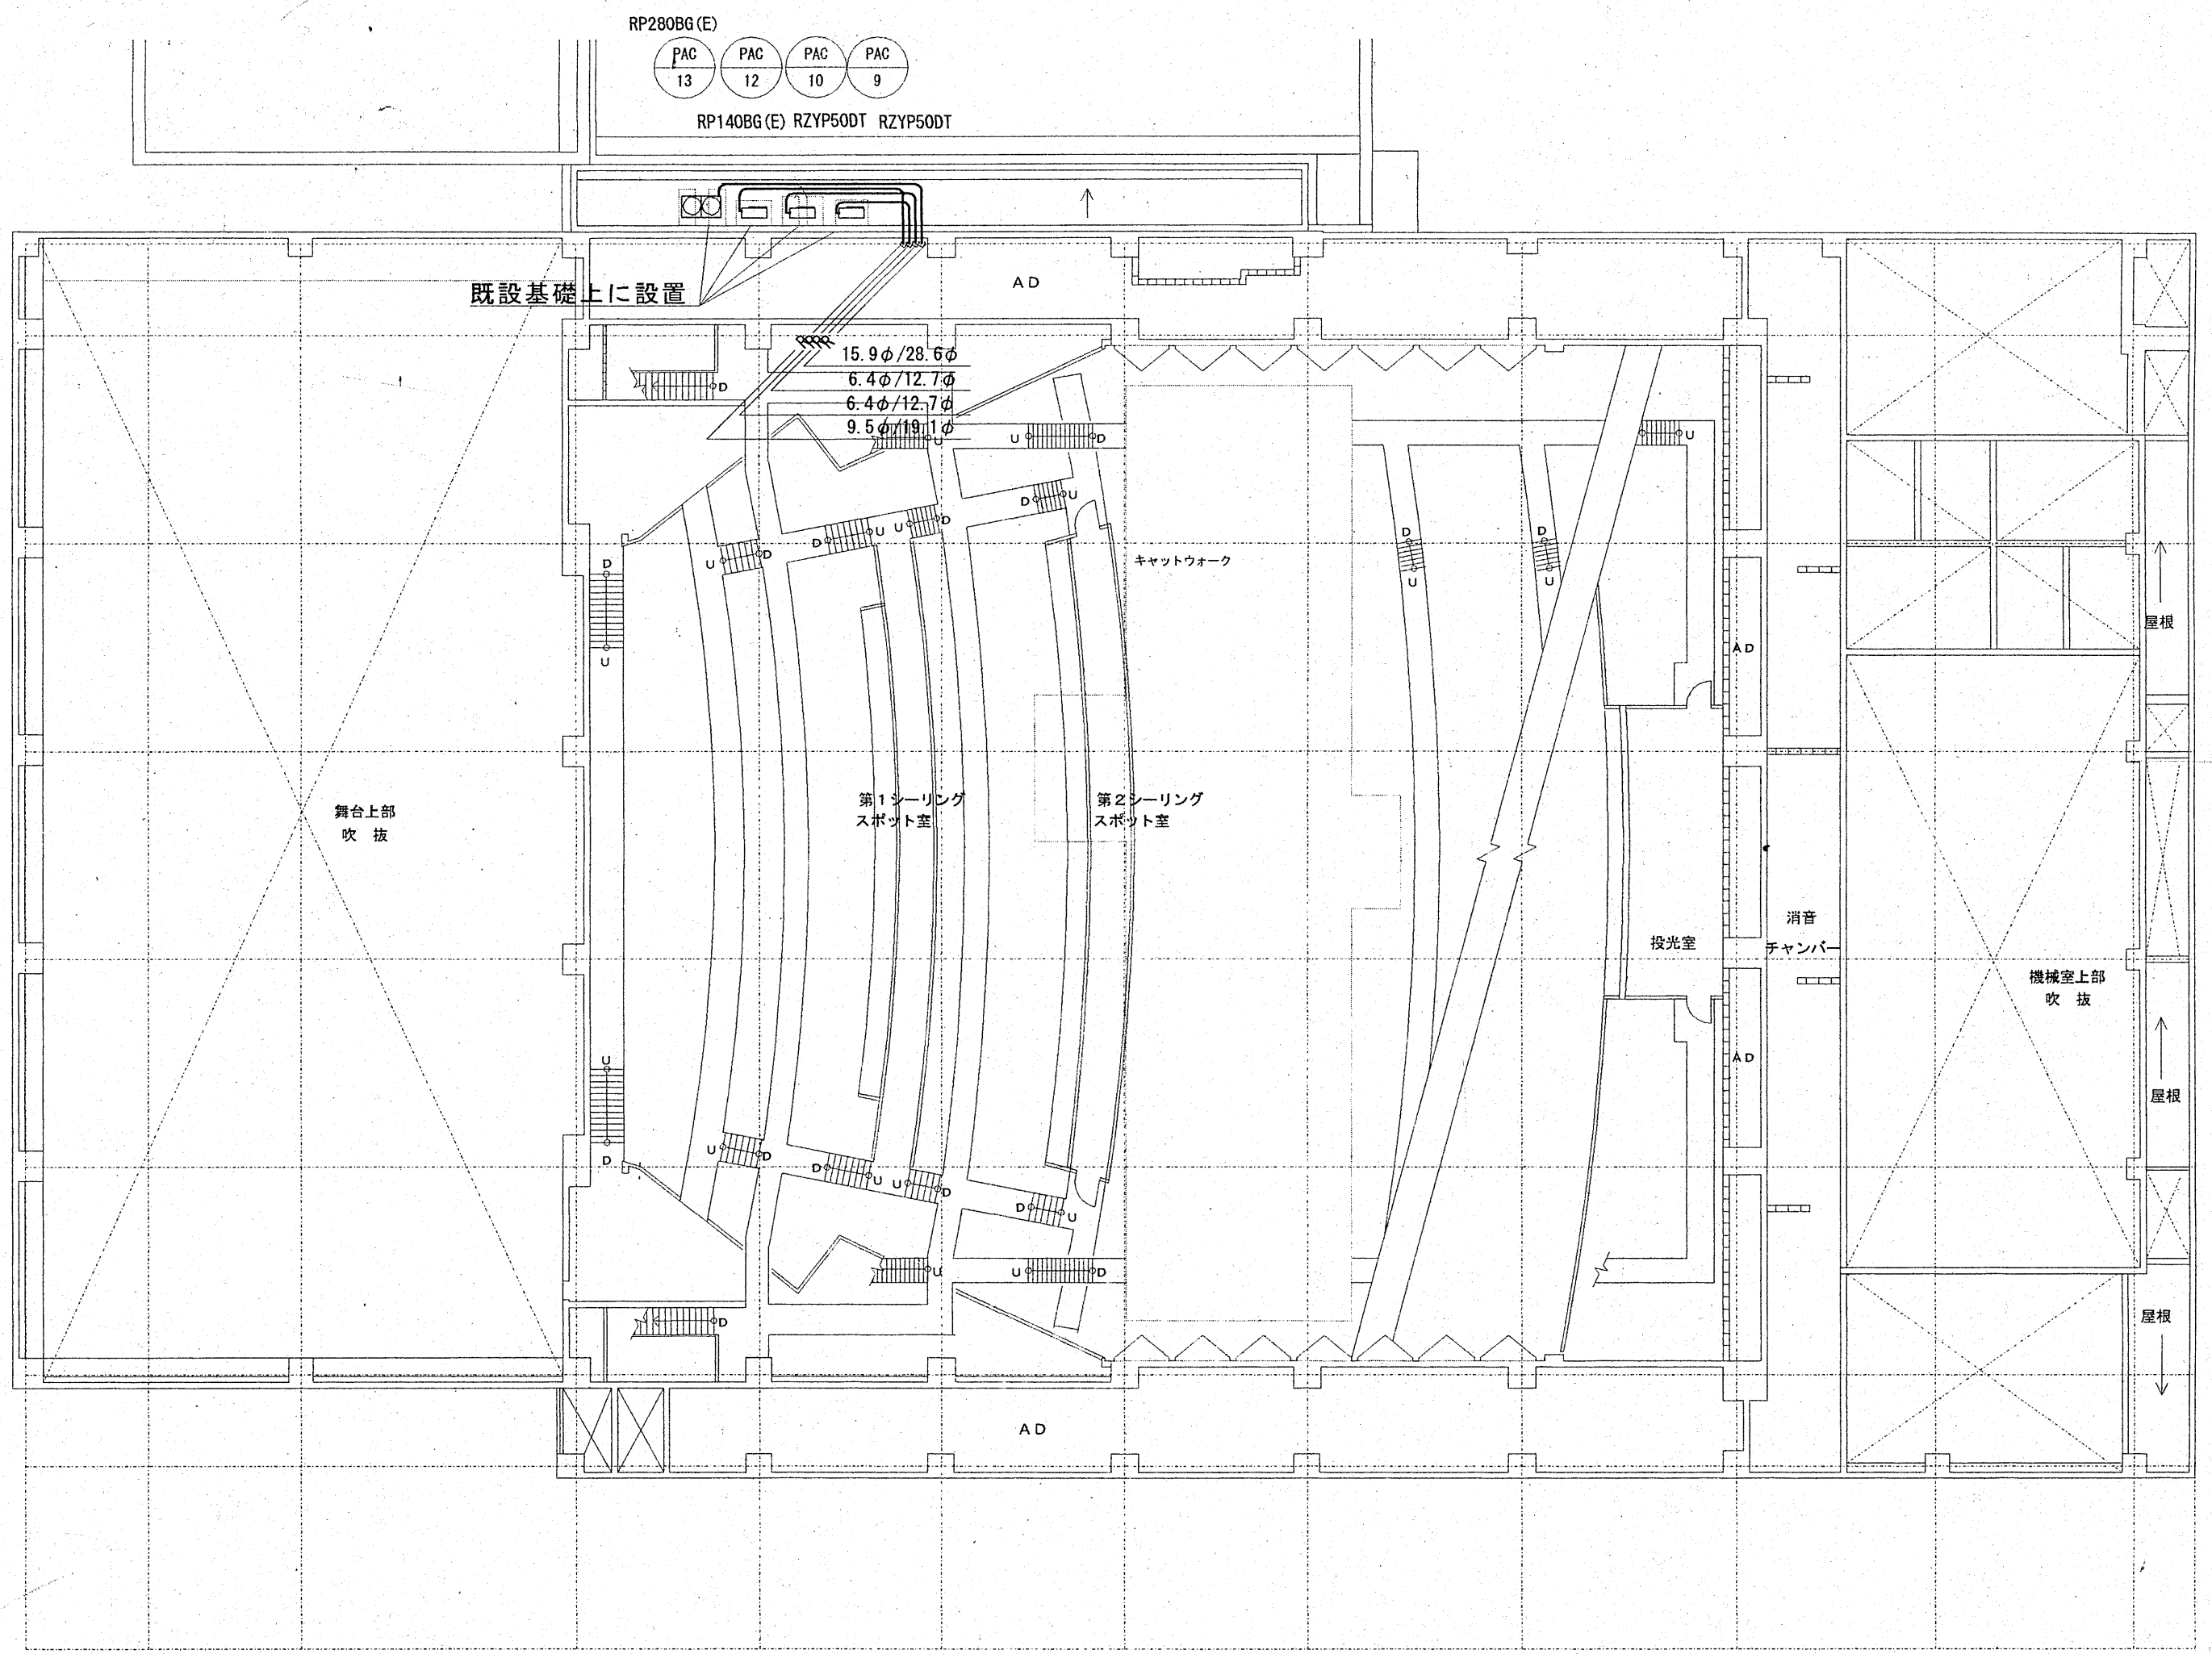 RP280BG(E)
PAC
13
PAC
12
PAC
10
PAC
9
RP140BG(E) RZYP50DT RZYP50DT
既設基礎上に設置
AD
15.9φ/28.6φ
6.4φ/12.7φ
6.4φ/12.7φ
9.5φ/19.1φ
D
U
U
D
U
D
U
D
U
U
D
D
U
U
D
D
U
D
U
D
U
キャットウォーク
屋根
AD
第1シーリング
スポット室
第2シーリング
スポット室
舞台上部
吹 抜
消音
チャンバー
投光室
機械室上部
吹 抜
AD
屋根
U
D
U
D
D
U
U
D
D
U
U
U
D
D
屋根
AD